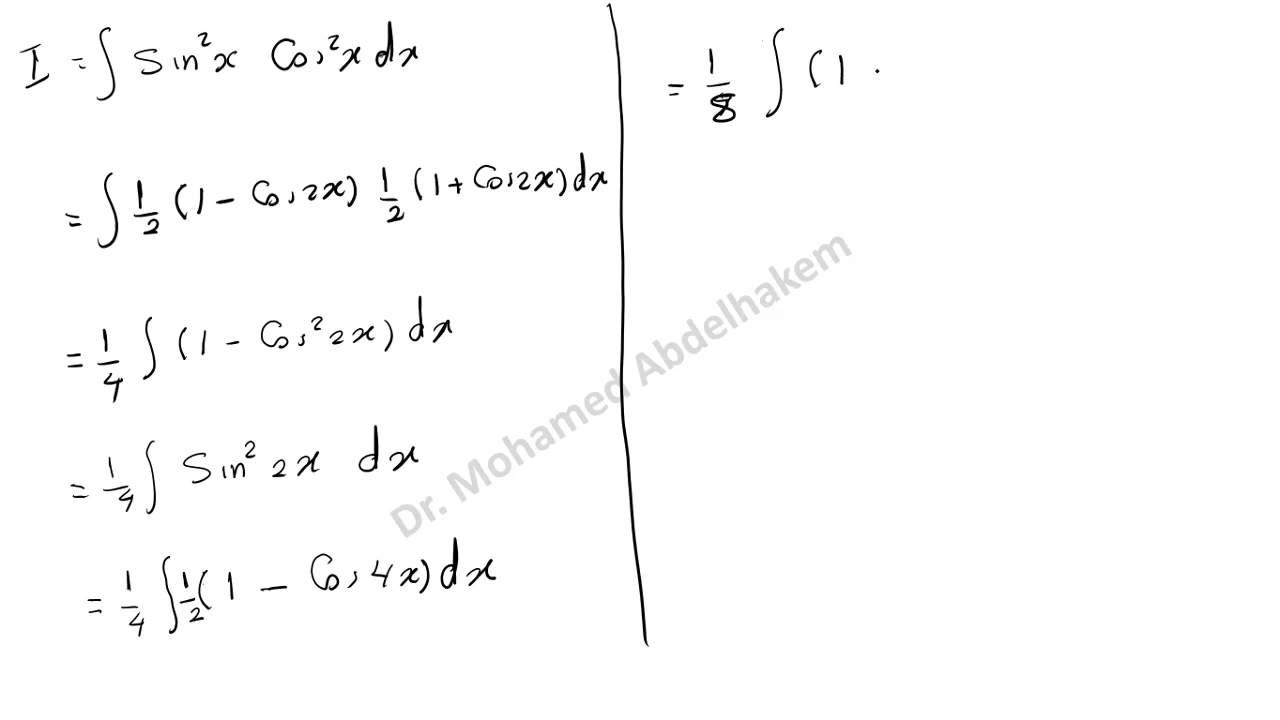 I = ∫ Sin²x Cos²x dx
= ∫ 1/2 (1 - Cos 2x) 1/2 (1 + Cos 2x) dx
= 1/4 ∫ (1 - Cos² 2x) dx
= 1/4 ∫ Sin² 2x dx
= 1/4 ∫ 1/2 (1 - Cos 4x) dx
= 1/8 ∫ (1 -
Dr. Mohamed Abdelhakem